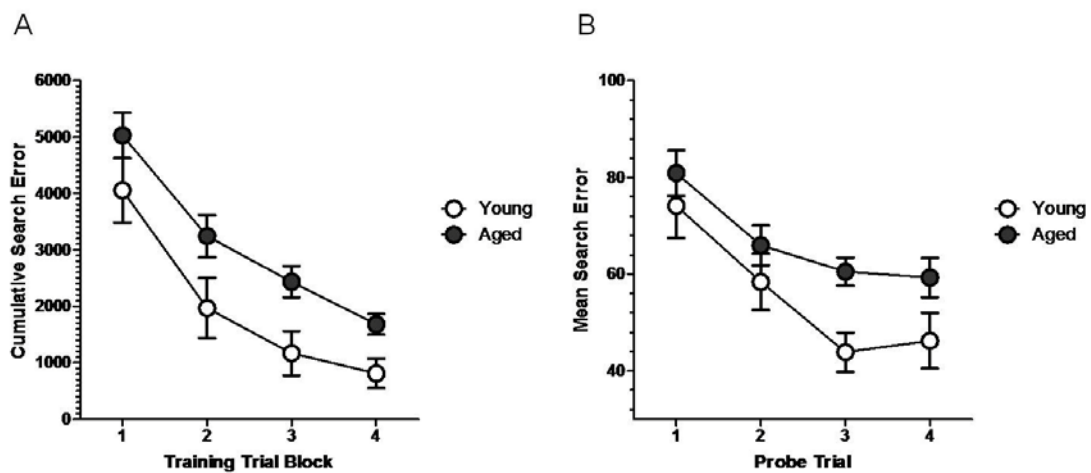 A
Cumulative Search Error
6000
5000
4000
3000
2000
1000
0
1 2 3 4
Training Trial Block
Young
Aged
B
Mean Search Error
100
80
60
40
1 2 3 4
Probe Trial
Young
Aged